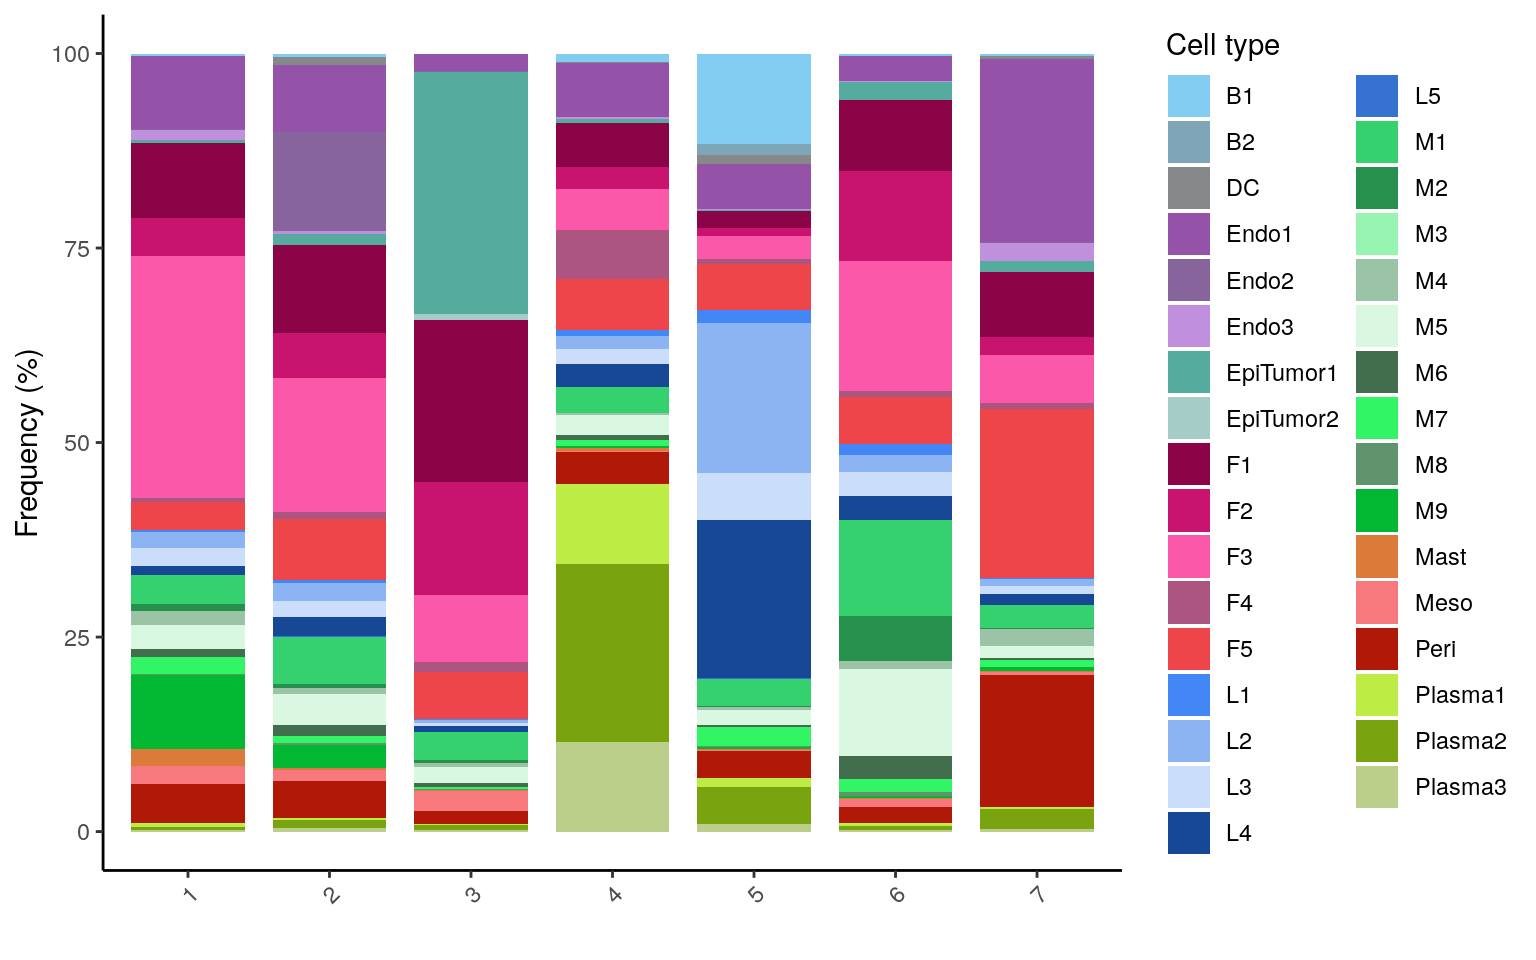 Cell type
B1
B2
DC
Endo1
Endo2
Endo3
EpiTumor1
EpiTumor2
F1
F2
F3
F4
F5
L1
L2
L3
L4
L5
M1
M2
M3
M4
M5
M6
M7
M8
M9
Mast
Meso
Peri
Plasma1
Plasma2
Plasma3
Frequency (%)
100
75
50
25
0
1
2
3
4
5
6
7